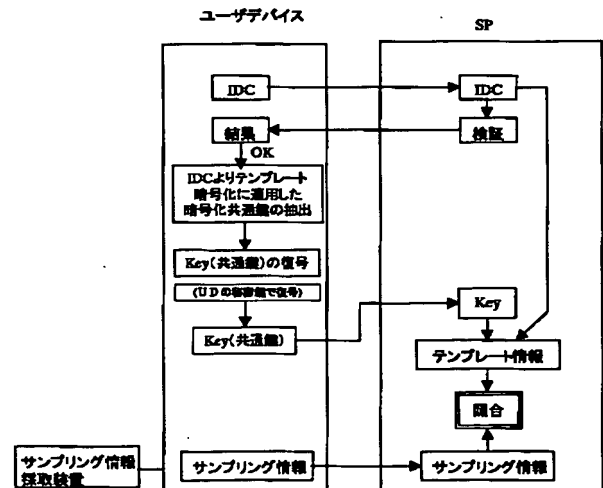 ユーザデバイス
SP
IDC
IDC
結果
検証
OK
IDCよりテンプレート
暗号化に適用した
暗号化共通鍵の抽出
Key(共通鍵)の復号
(UDの秘密鍵で復号)
Key
Key(共通鍵)
テンプレート情報
照合
サンプリング情報
採取装置
サンプリング情報
サンプリング情報